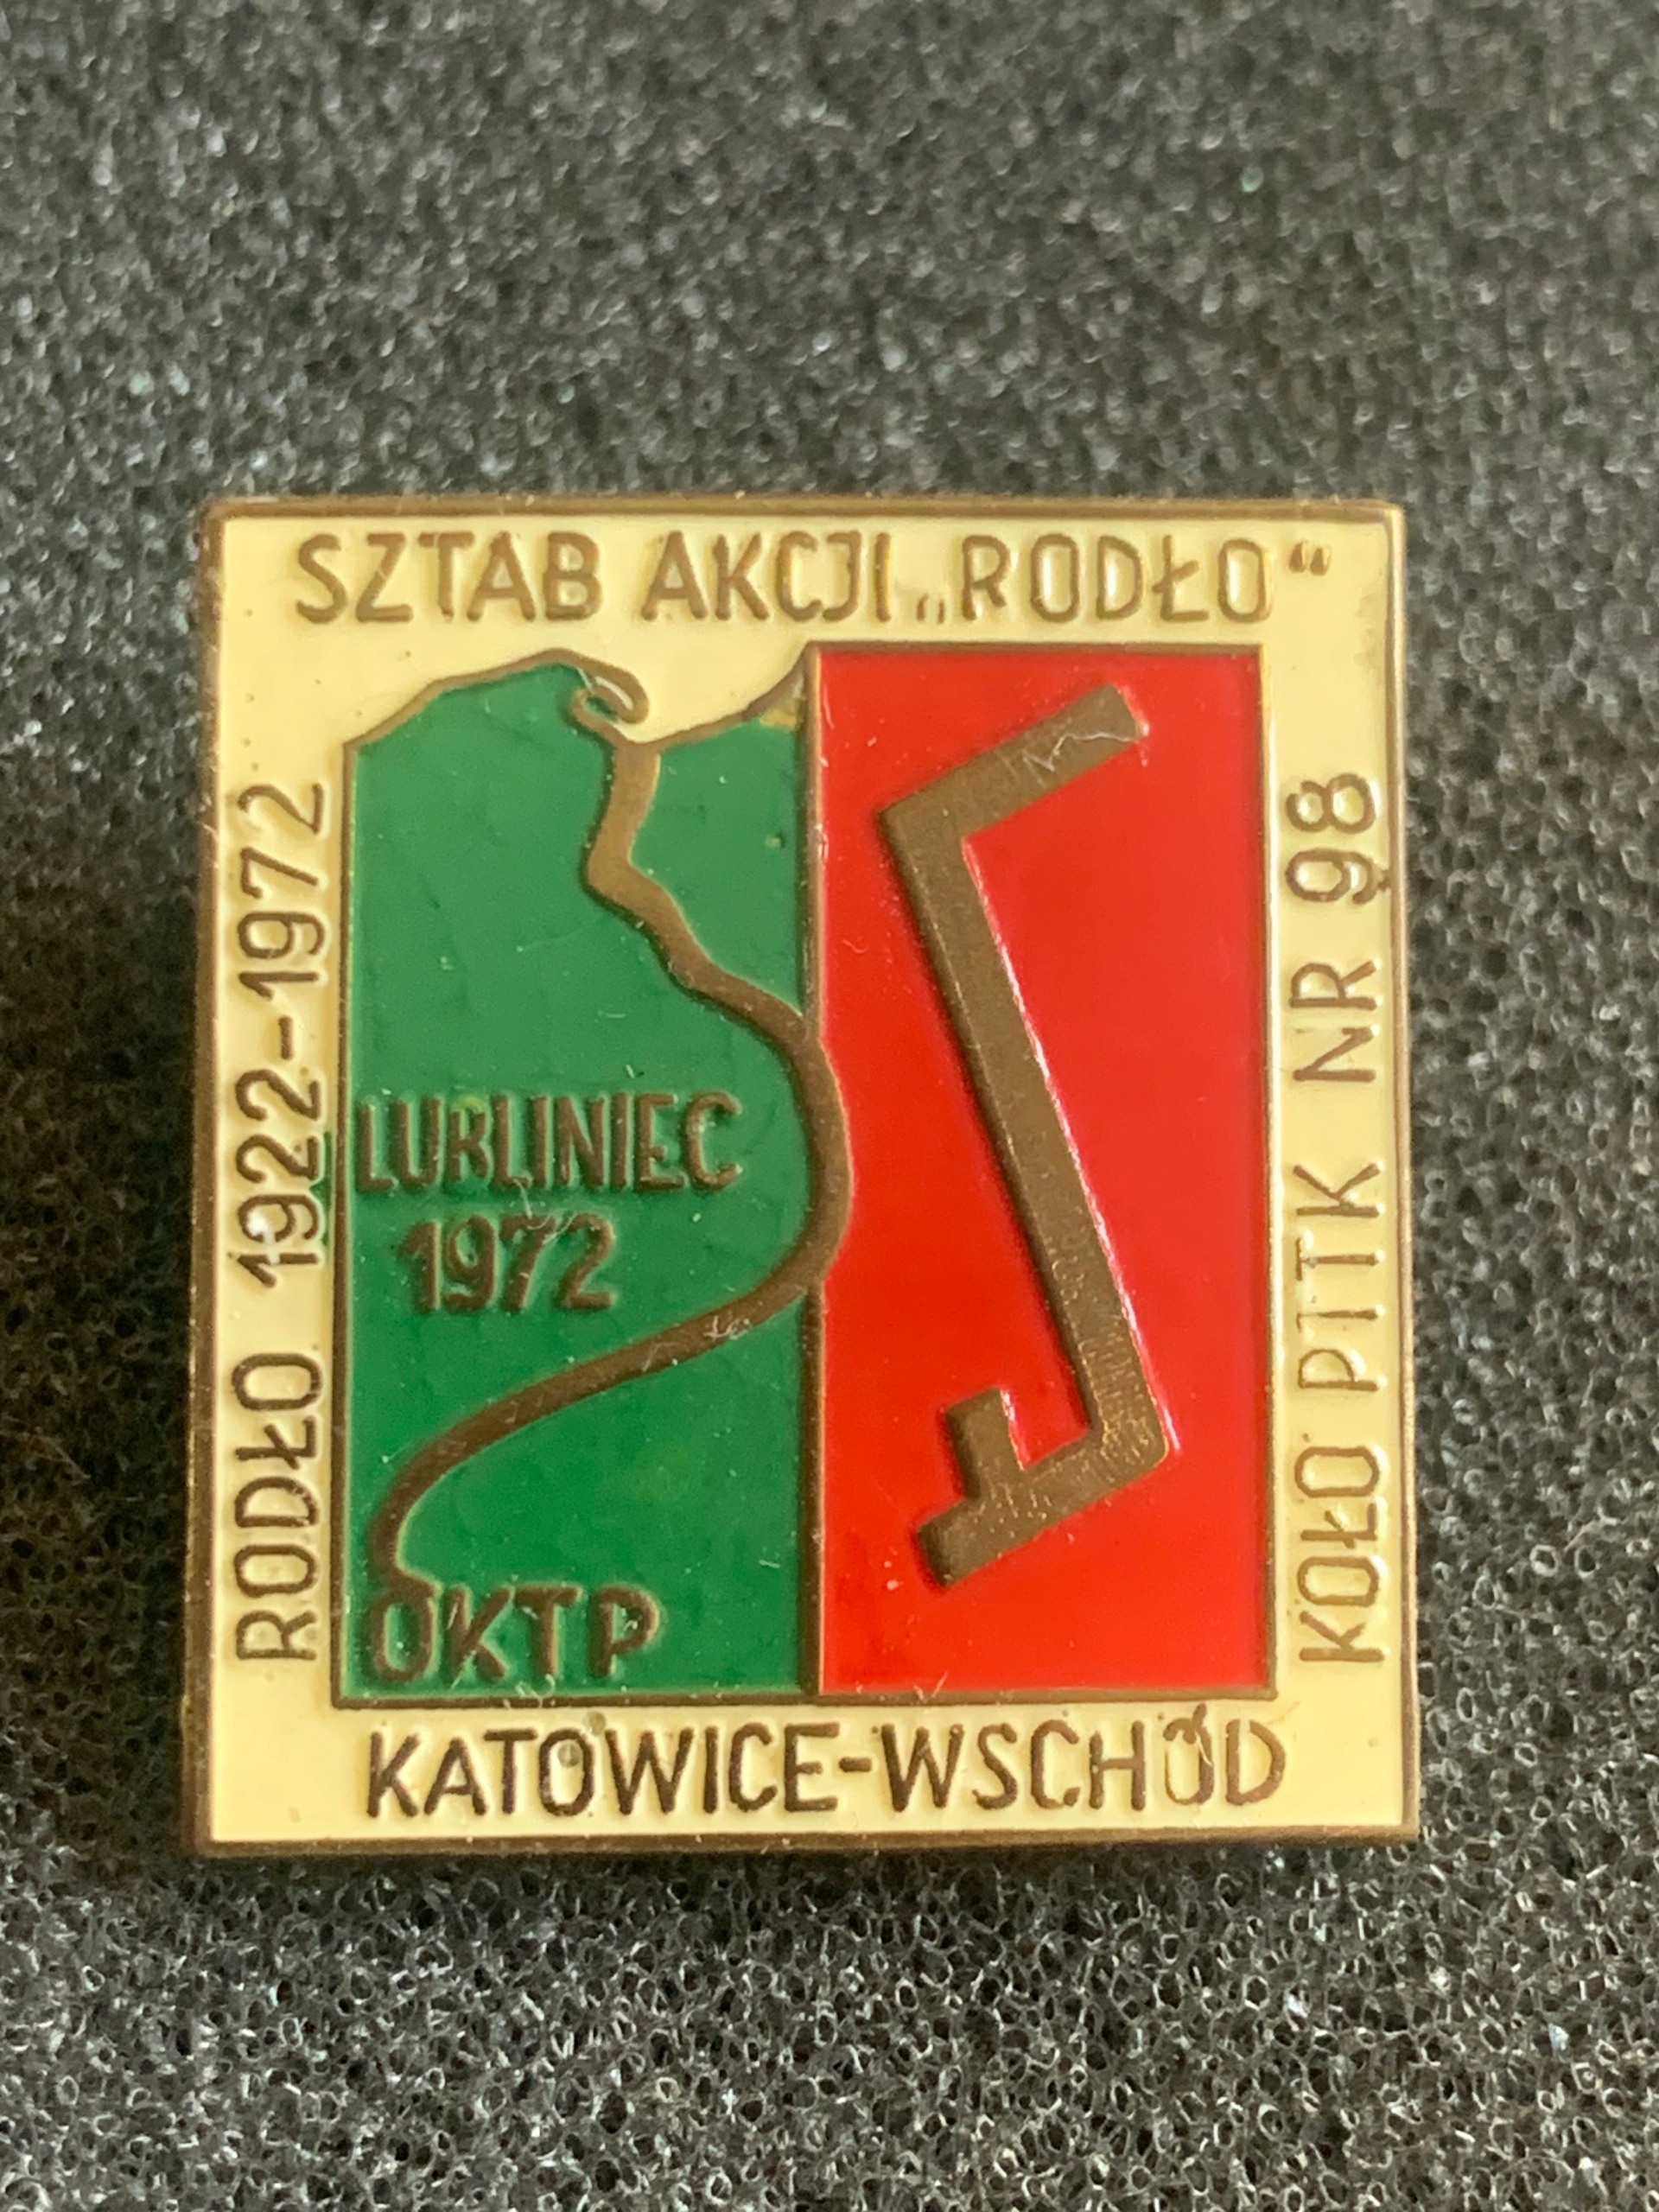 SZTAB AKCJI „RODŁO“
RODŁO 1922-1972
LUBLINIEC
1972
OKTP
KOŁO PTTK NR 98
KATOWICE-WSCHÓD